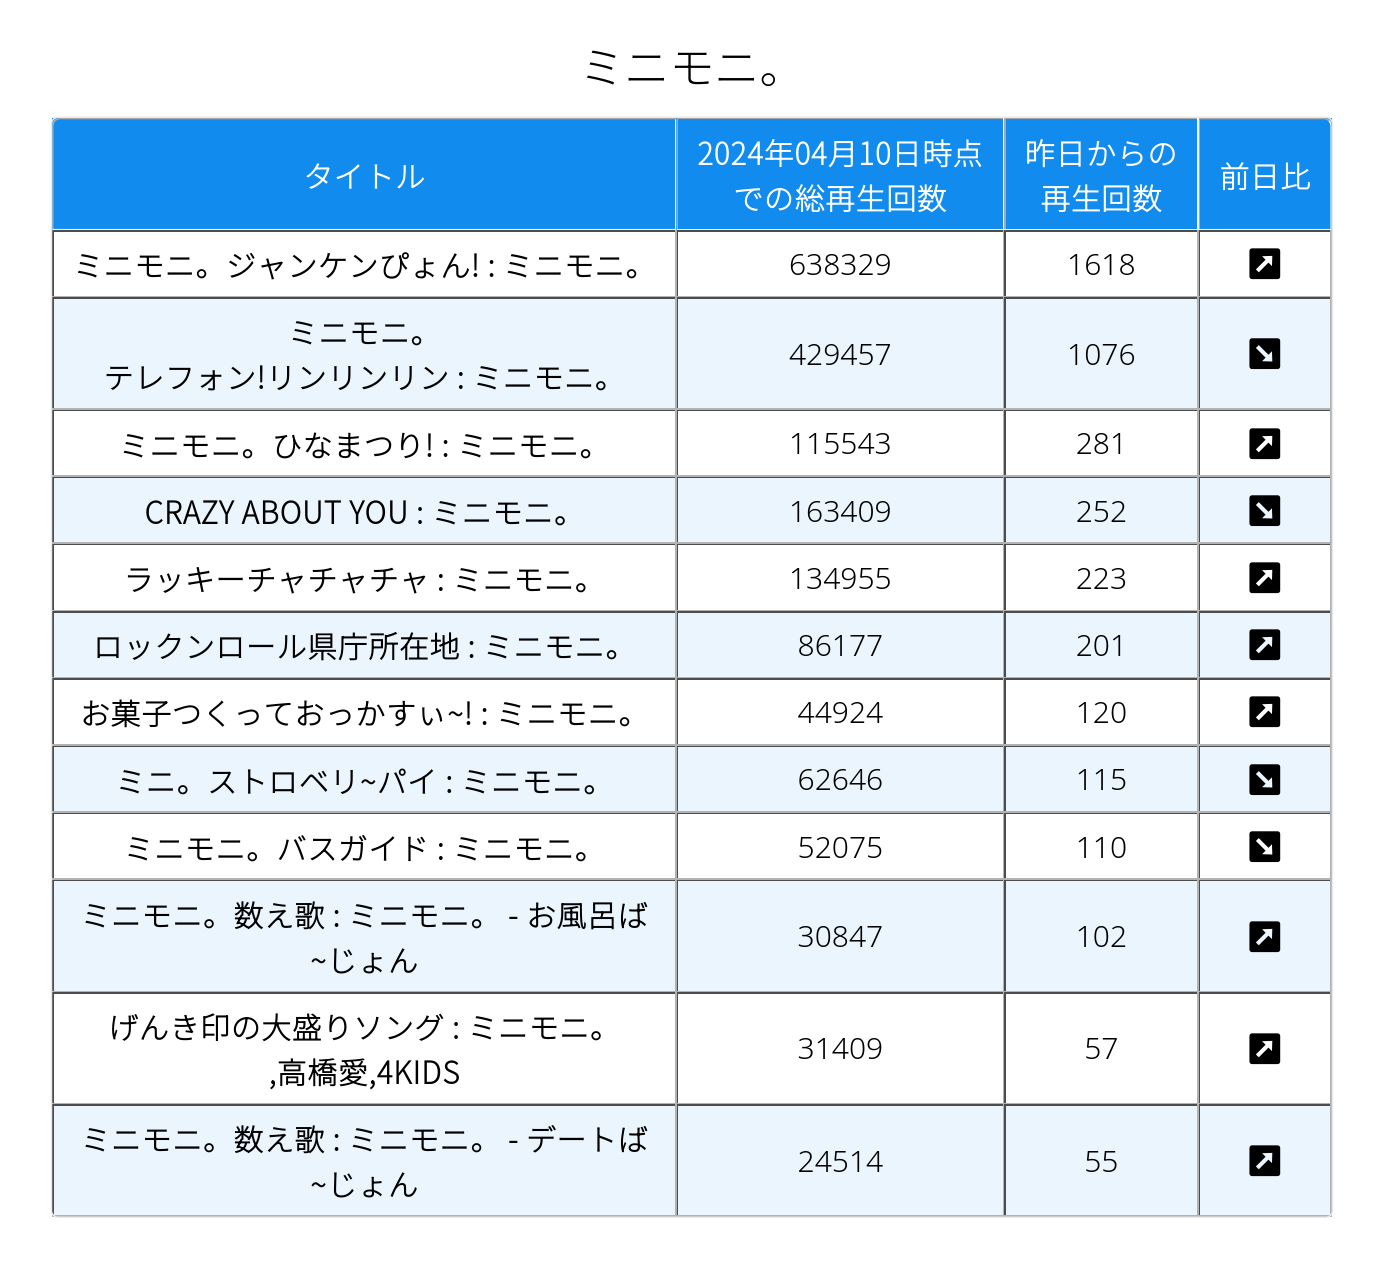 ミニモニ。
タイトル
2024年04月10日時点
での総再生回数
昨日からの
再生回数
前日比
ミニモニ。ジャンケンぴょん! : ミニモニ。
638329
1618
ミニモニ。
テレフォン!リンリンリン : ミニモニ。
429457
1076
ミニモニ。ひなまつり! : ミニモニ。
115543
281
CRAZY ABOUT YOU : ミニモニ。
163409
252
ラッキーチャチャチャ : ミニモニ。
134955
223
ロックンロール県庁所在地 : ミニモニ。
86177
201
お菓子つくっておっかすぃ~! : ミニモニ。
44924
120
ミニ。ストロベリ~パイ : ミニモニ。
62646
115
ミニモニ。バスガイド : ミニモニ。
52075
110
ミニモニ。数え歌 : ミニモニ。 - お風呂ば
~じょん
30847
102
げんき印の大盛りソング : ミニモニ。
,高橋愛,4KIDS
31409
57
ミニモニ。数え歌 : ミニモニ。 - デートば
~じょん
24514
55